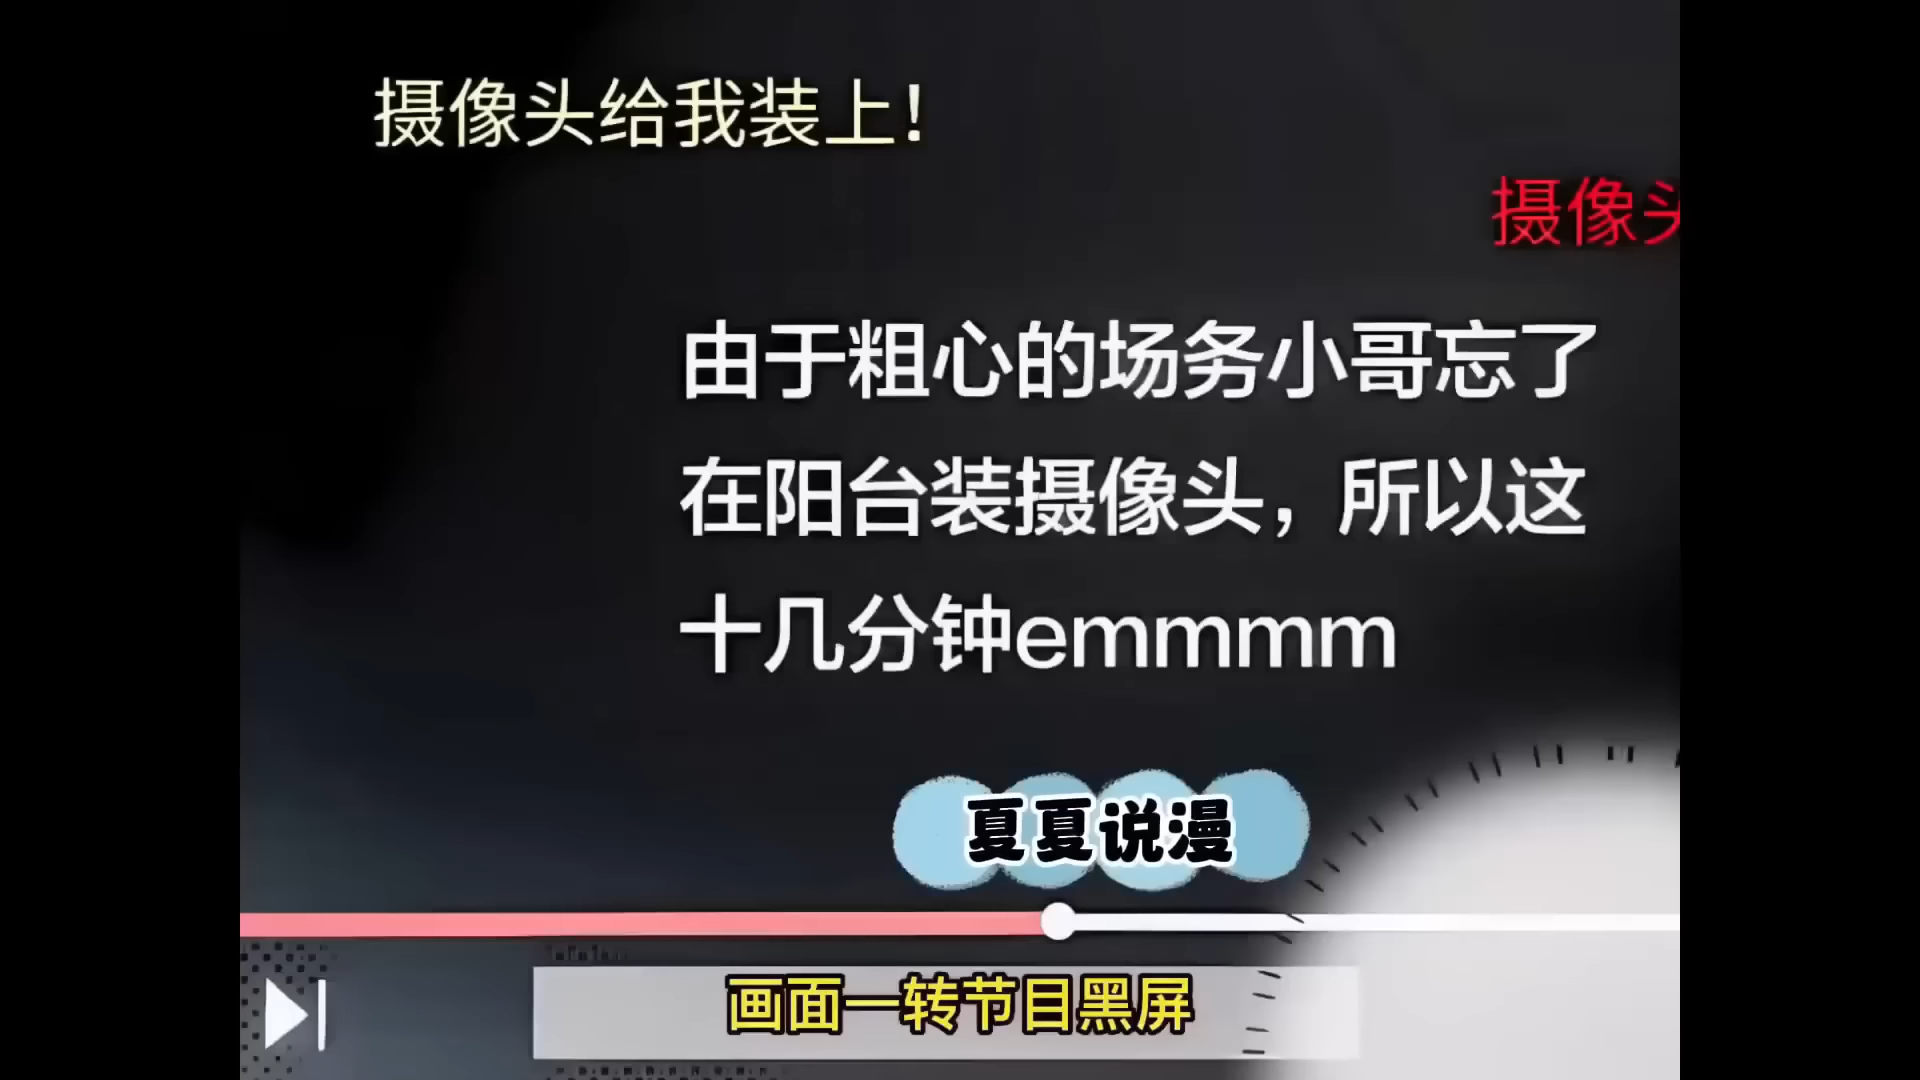 摄像头给我装上！
摄像头
由于粗心的场务小哥忘了
在阳台装摄像头，所以这
十几分钟emmmm
夏夏说漫
画面一转节目黑屏